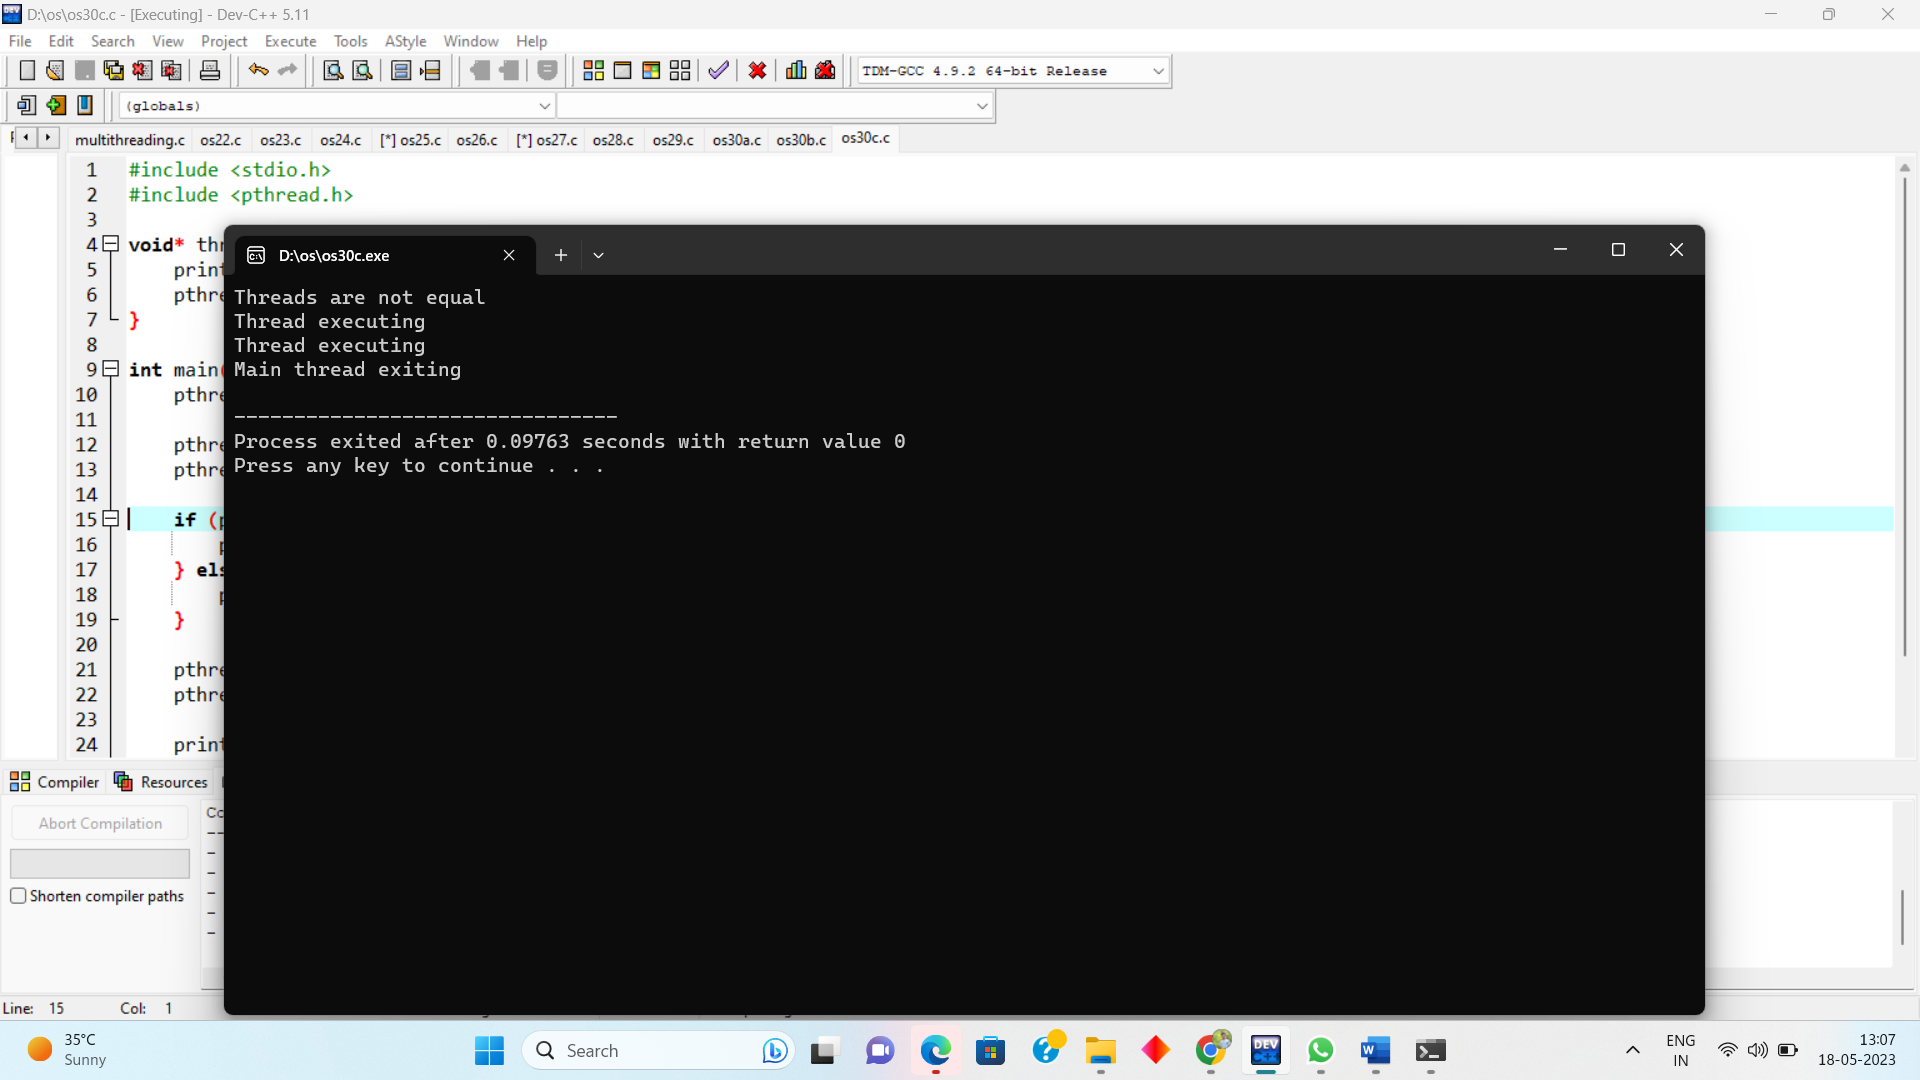 D:\os\os30c.c - [Executing] - Dev-C++ 5.11
File Edit Search View Project Execute Tools AStyle Window Help
TDM-GCC 4.9.2 64-bit Release
(globals)
multithreading.c os22.c os23.c os24.c [*] os25.c os26.c [*] os27.c os28.c os29.c os30a.c os30b.c os30c.c
1 #include <stdio.h>
2 #include <pthread.h>
3
4 void* thr
5 print
6 pthre
7 }
8
9 int main(
10 pthre
11
12 pthre
13 pthre
14
15 if (p
16 p
17 } els
18 p
19 }
20
21 pthre
22 pthre
23
24 print
D:\os\os30c.exe
Threads are not equal
Thread executing
Thread executing
Main thread exiting
--------------------------------
Process exited after 0.09763 seconds with return value 0
Press any key to continue . . .
Compiler Resources
Abort Compilation
Shorten compiler paths
Line: 15 Col: 1
35°C
Sunny
Search
DEV C++
ENG
IN
13:07
18-05-2023